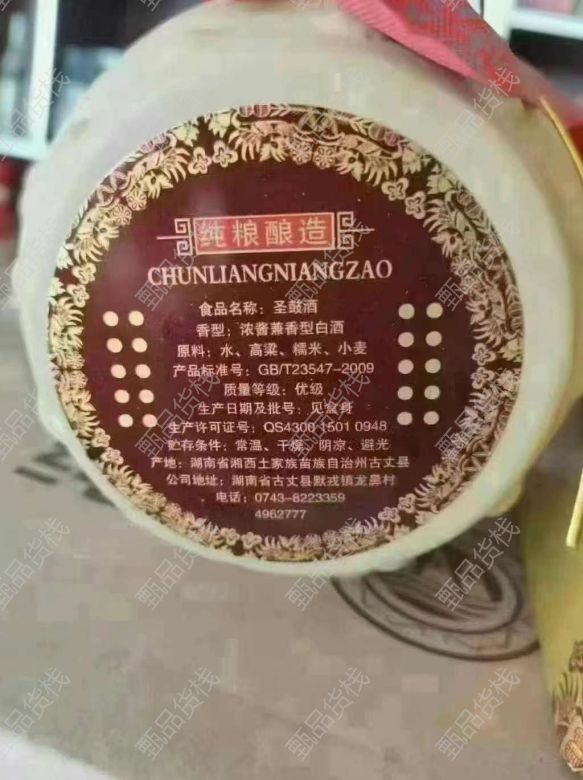 纯粮酿造
CHUNLIANGNIANGZAO
食品名称：圣鼓酒
香型：浓酱兼香型白酒
原料：水、高粱、糯米、小麦
产品标准号：GB/T23547-2009
质量等级：优级
生产日期及批号：见盒身
生产许可证号：QS4300 1501 0948
贮存条件：常温、干燥、阴凉、避光
产地：湖南省湘西土家族苗族自治州古丈县
公司地址：湖南省古丈县默戎镇龙鼻村
电话：0743-8223359
4962777
甄品货栈